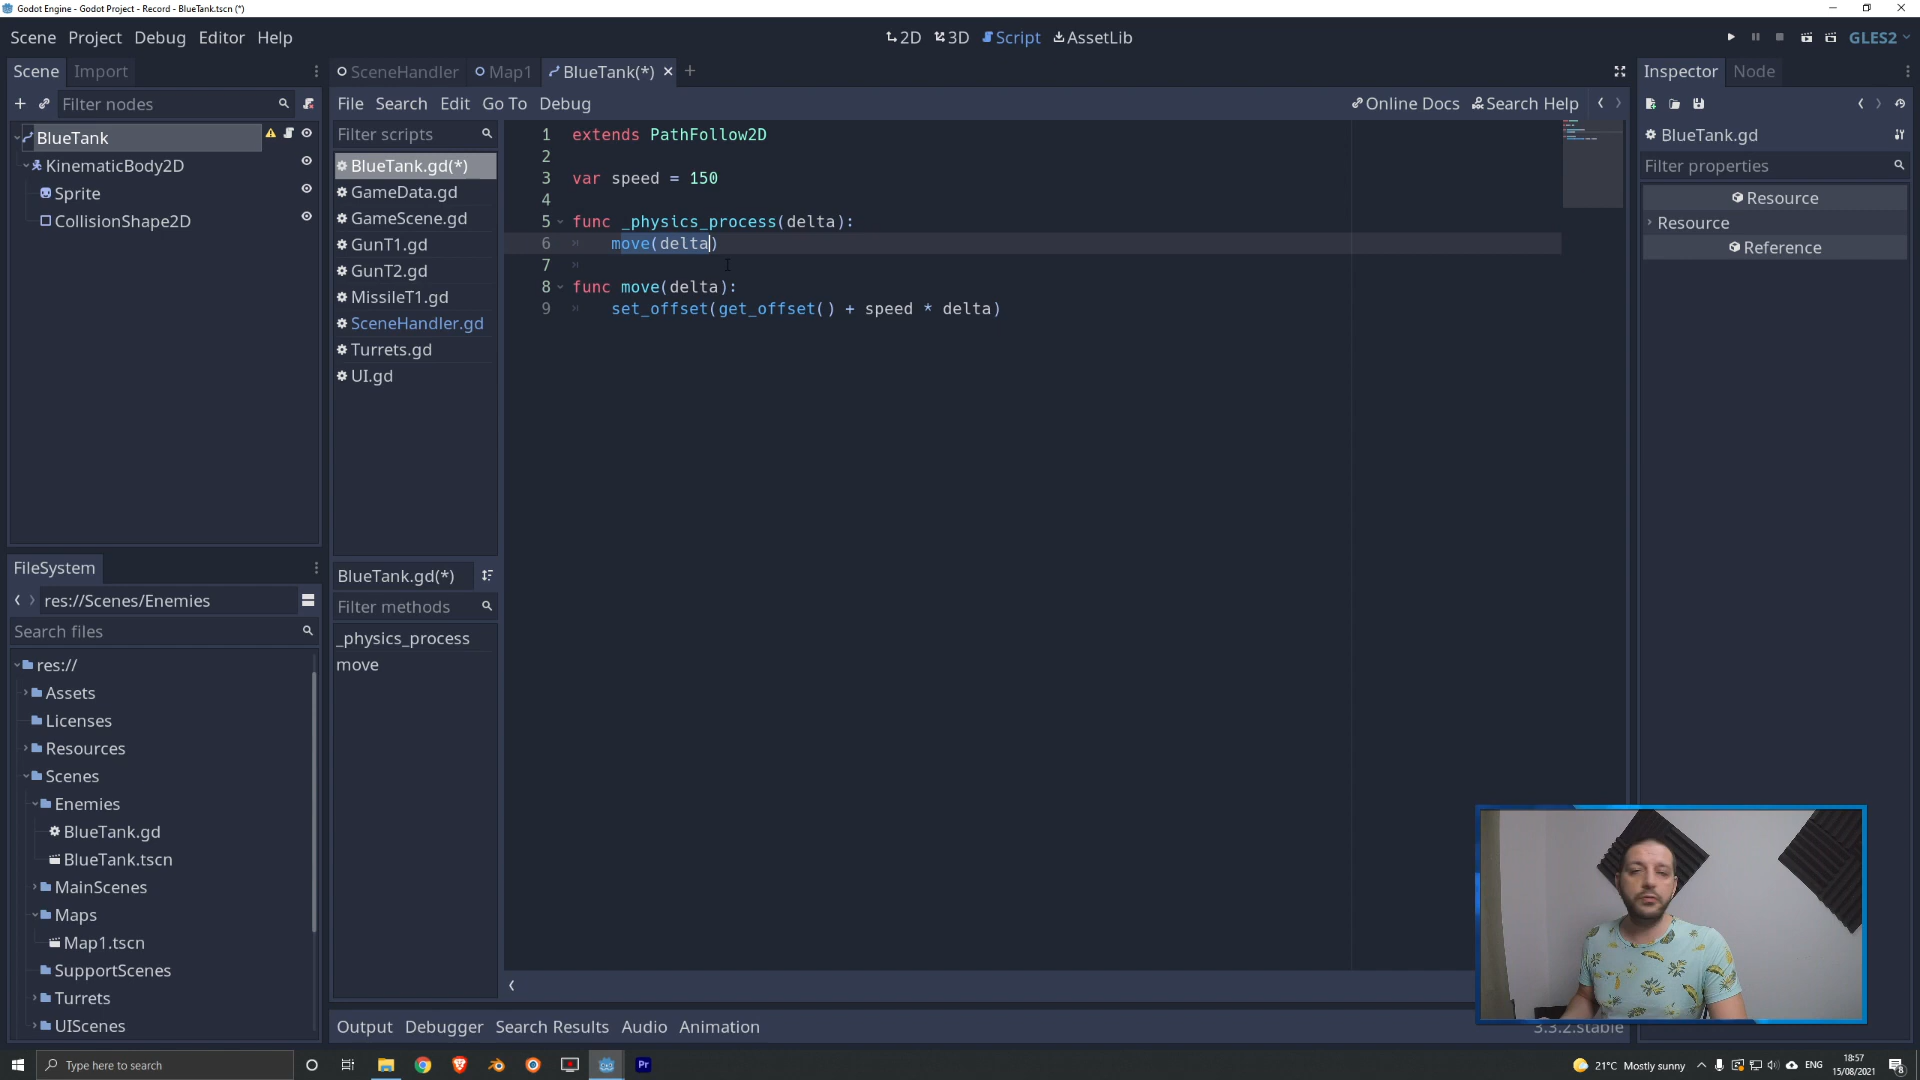 Godot Engine - Godot Project - Record - BlueTank.tscn (*)
Scene Project Debug Editor Help
2D 3D Script AssetLib
GLES2
Scene Import
SceneHandler Map1 BlueTank(*)
Inspector Node
Filter nodes
File Search Edit Go To Debug
Online Docs Search Help
BlueTank
KinematicBody2D
Sprite
CollisionShape2D
Filter scripts
BlueTank.gd(*)
GameData.gd
GameScene.gd
GunT1.gd
GunT2.gd
MissileT1.gd
SceneHandler.gd
Turrets.gd
UI.gd
1 extends PathFollow2D
2
3 var speed = 150
4
5 func _physics_process(delta):
6 move(delta)
7
8 func move(delta):
9 set_offset(get_offset() + speed * delta)
BlueTank.gd
Filter properties
Resource
Resource
Reference
FileSystem
res://Scenes/Enemies
Search files
res://
Assets
Licenses
Resources
Scenes
Enemies
BlueTank.gd
BlueTank.tscn
MainScenes
Maps
Map1.tscn
SupportScenes
Turrets
UIScenes
BlueTank.gd(*)
Filter methods
_physics_process
move
Output Debugger Search Results Audio Animation
3.3.2.stable
Type here to search
Pr
21°C Mostly sunny
ENG
18:57
15/08/2021
8